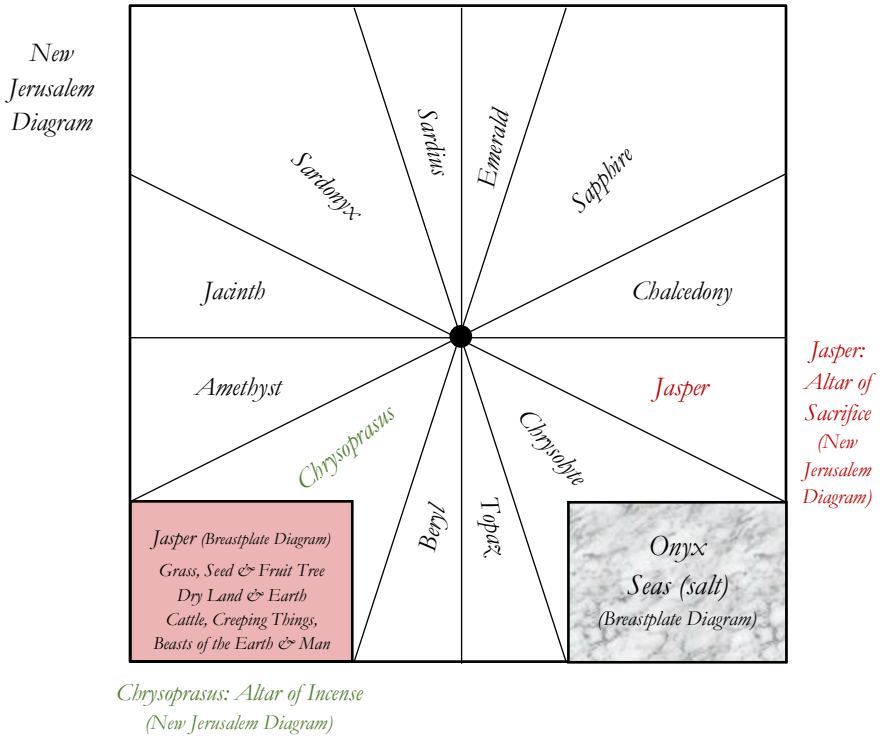 New
Jerusalem
Diagram
Sardius
Emerald
Sardonyx
Sapphire
Jacinth
Chalcedony
Amethyst
Jasper
Chrysoprasus
Chrysolyte
Beryl
Topaz
Jasper:
Altar of
Sacrifice
(New
Jerusalem
Diagram)
Jasper (Breastplate Diagram)
Grass, Seed & Fruit Tree
Dry Land & Earth
Cattle, Creeping Things,
Beasts of the Earth & Man
Onyx
Seas (salt)
(Breastplate Diagram)
Chrysoprasus: Altar of Incense
(New Jerusalem Diagram)